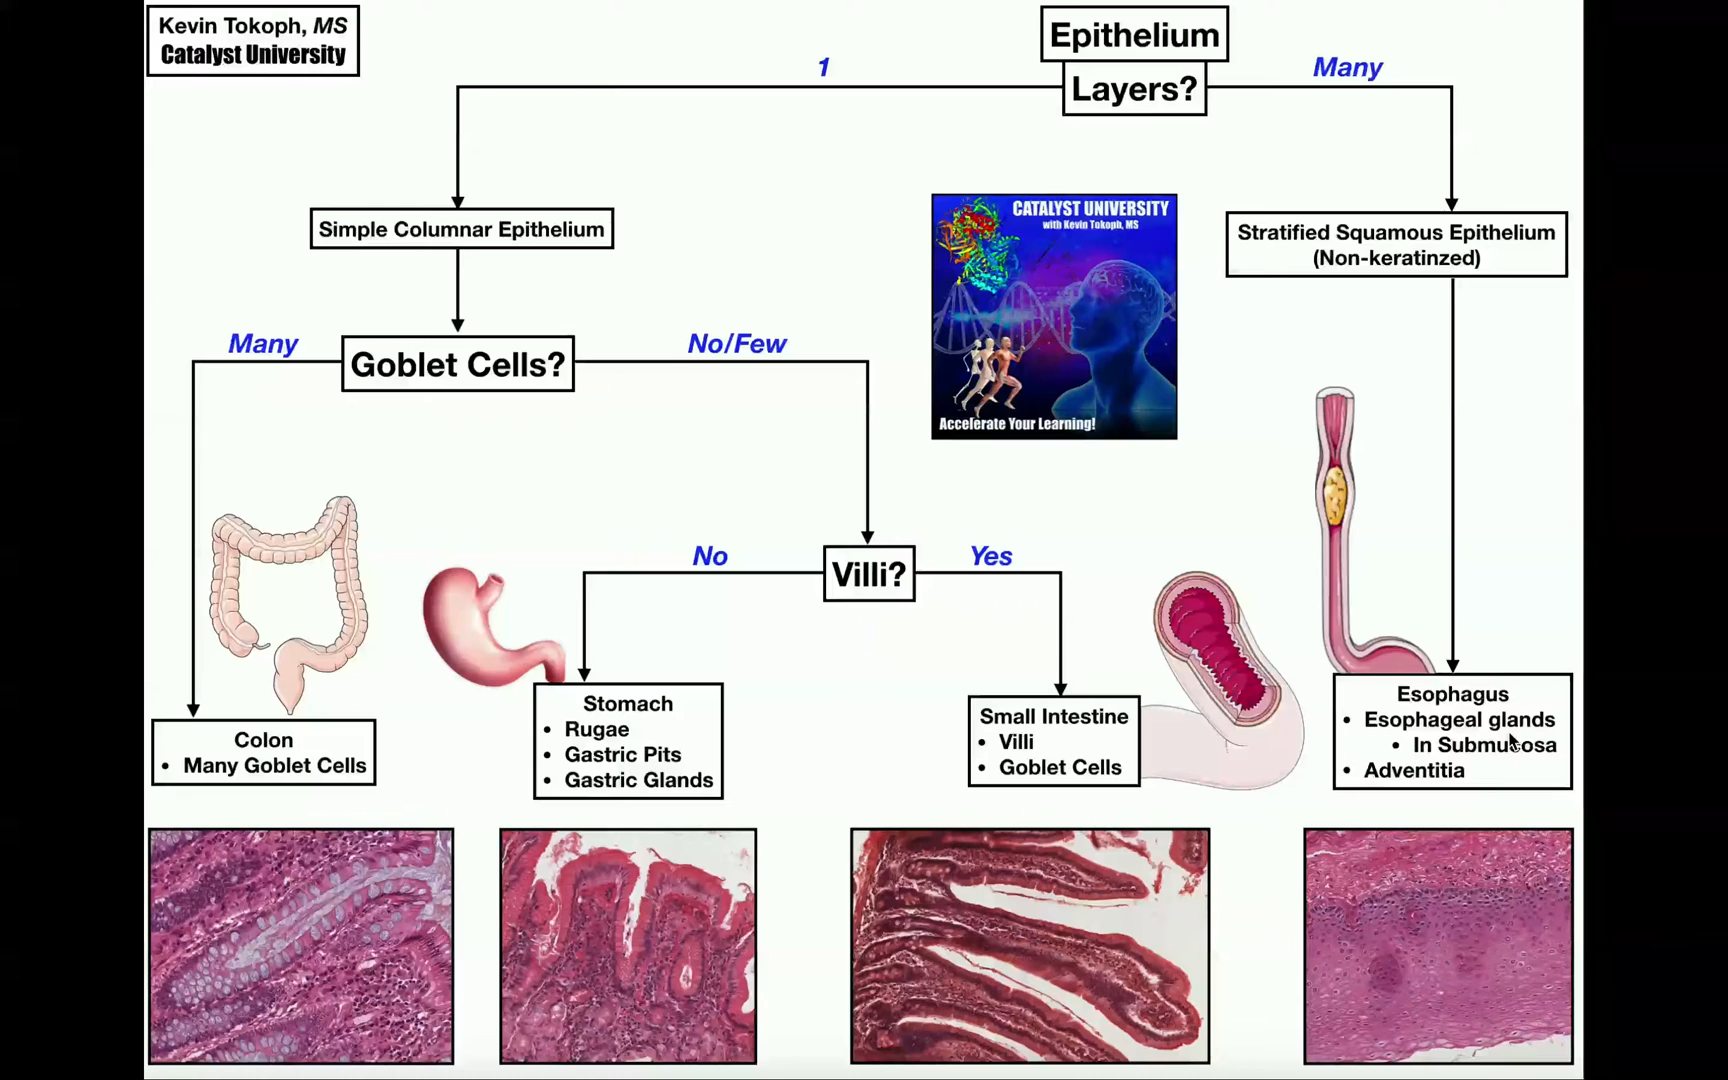 Kevin Tokoph, MS
Catalyst University
Epithelium
Layers?
1
Many
Simple Columnar Epithelium
CATALYST UNIVERSITY
with Kevin Tokoph, MS
Accelerate Your Learning!
Stratified Squamous Epithelium
(Non-keratinzed)
Many
Goblet Cells?
No/Few
No
Villi?
Yes
Colon
• Many Goblet Cells
Stomach
• Rugae
• Gastric Pits
• Gastric Glands
Small Intestine
• Villi
• Goblet Cells
Esophagus
• Esophageal glands
• In Submucosa
• Adventitia